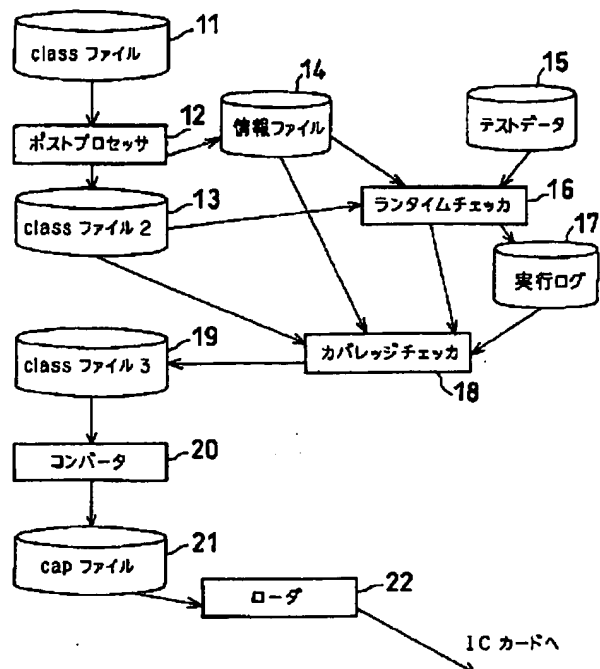 11
class ファイル
12
ポストプロセッサ
13
class ファイル 2
14
情報ファイル
15
テストデータ
16
ランタイムチェッカ
17
実行ログ
カバレッジチェッカ
18
19
class ファイル 3
コンバータ
20
21
cap ファイル
ローダ
22
IC カードへ